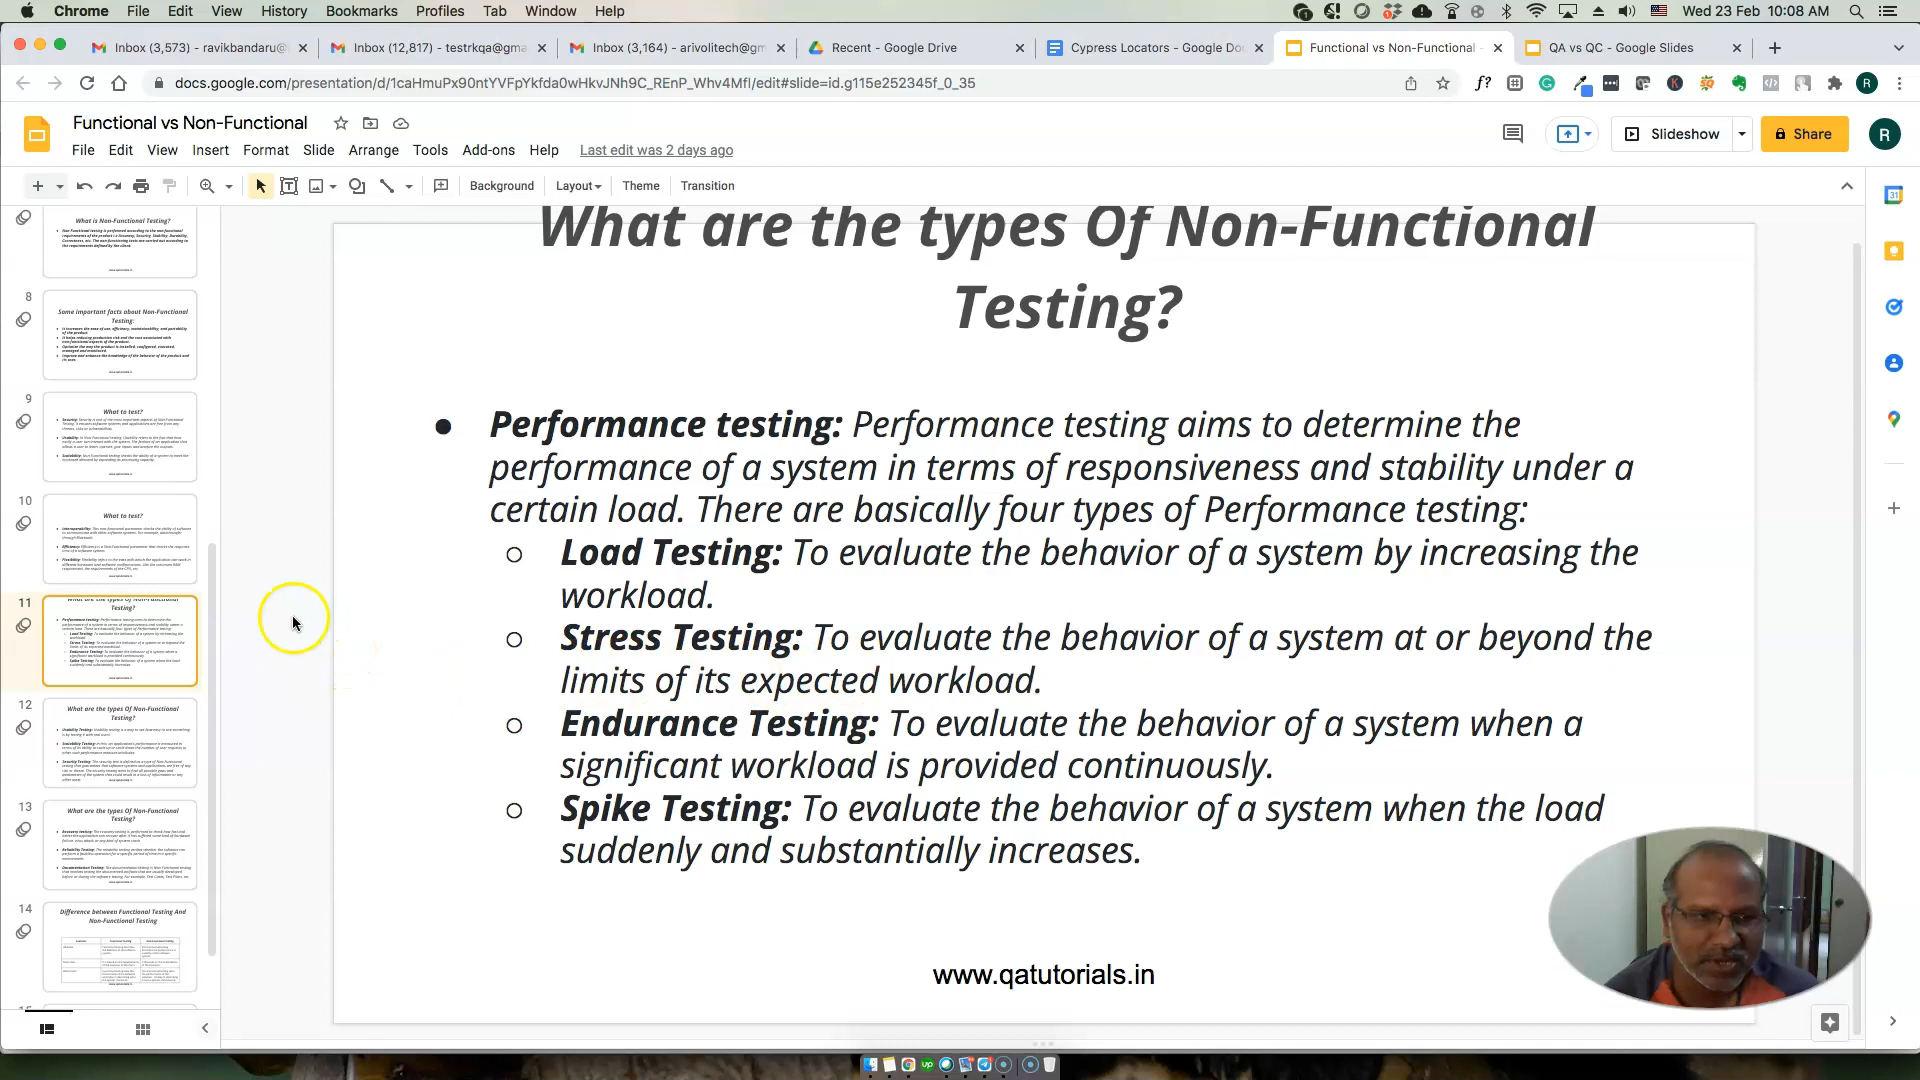 Chrome File Edit View History Bookmarks Profiles Tab Window Help
Wed 23 Feb 10:08 AM
Inbox (3,573) - ravikbandaru@
Inbox (12,817) - testrkqa@gma
Inbox (3,164) - arivolitech@gm
Recent - Google Drive
Cypress Locators - Google Do
Functional vs Non-Functional -
QA vs QC - Google Slides
docs.google.com/presentation/d/1caHmuPx90ntYVFpYkfda0wHkvJNh9C_REnP_Whv4MfI/edit#slide=id.g115e252345f_0_35
Functional vs Non-Functional
File Edit View Insert Format Slide Arrange Tools Add-ons Help Last edit was 2 days ago
Slideshow
Share
R
Background Layout Theme Transition
What is Non-Functional Testing?
8
Some important facts about Non-Functional
Testing:
9
What to test?
10
What to test?
11
What are the types Of Non-Functional
Testing?
12
What are the types Of Non-Functional
Testing?
13
What are the types Of Non-Functional
Testing?
14
Difference between Functional Testing And
Non-Functional Testing
What are the types Of Non-Functional
Testing?
● Performance testing: Performance testing aims to determine the
performance of a system in terms of responsiveness and stability under a
certain load. There are basically four types of Performance testing:
○ Load Testing: To evaluate the behavior of a system by increasing the
workload.
○ Stress Testing: To evaluate the behavior of a system at or beyond the
limits of its expected workload.
○ Endurance Testing: To evaluate the behavior of a system when a
significant workload is provided continuously.
○ Spike Testing: To evaluate the behavior of a system when the load
suddenly and substantially increases.
www.qatutorials.in